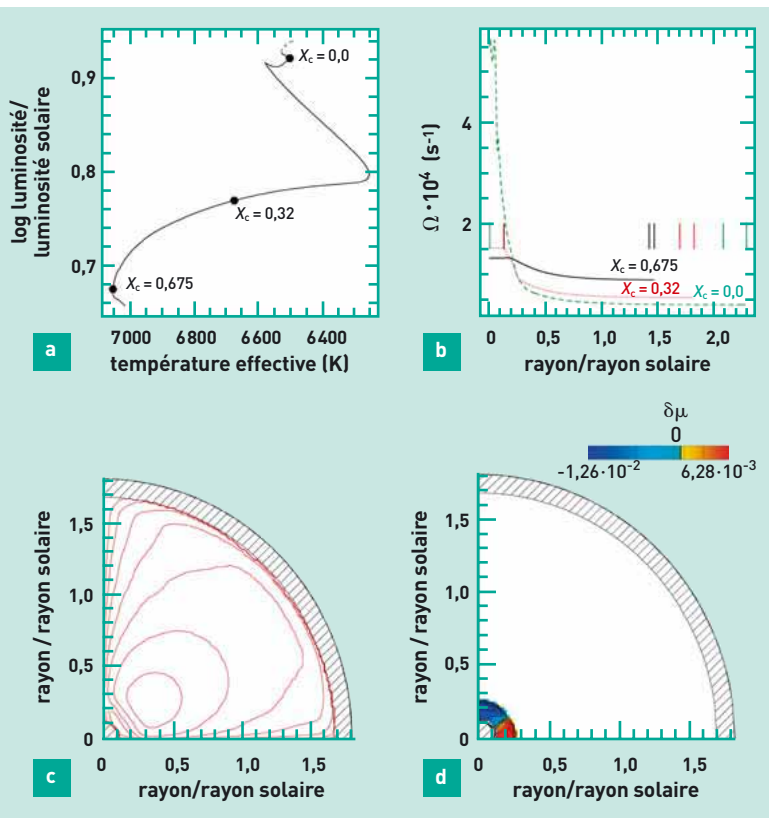 log luminosité/
luminosité solaire
0,9
0,8
0,7
X_c = 0,0
X_c = 0,32
X_c = 0,675
7000 6800 6600 6400
température effective (K)
a
Ω·10⁴ (s⁻¹)
4
2
X_c = 0,675
X_c = 0,32
X_c = 0,0
0 0,5 1,0 1,5 2,0
rayon/rayon solaire
b
rayon / rayon solaire
1,5
1,0
0,5
0
0 0,5 1,0 1,5
rayon/rayon solaire
c
δμ
0
-1,26·10⁻² 6,28·10⁻³
rayon / rayon solaire
1,5
1,0
0,5
0
0 0,5 1,0 1,5
rayon/rayon solaire
d